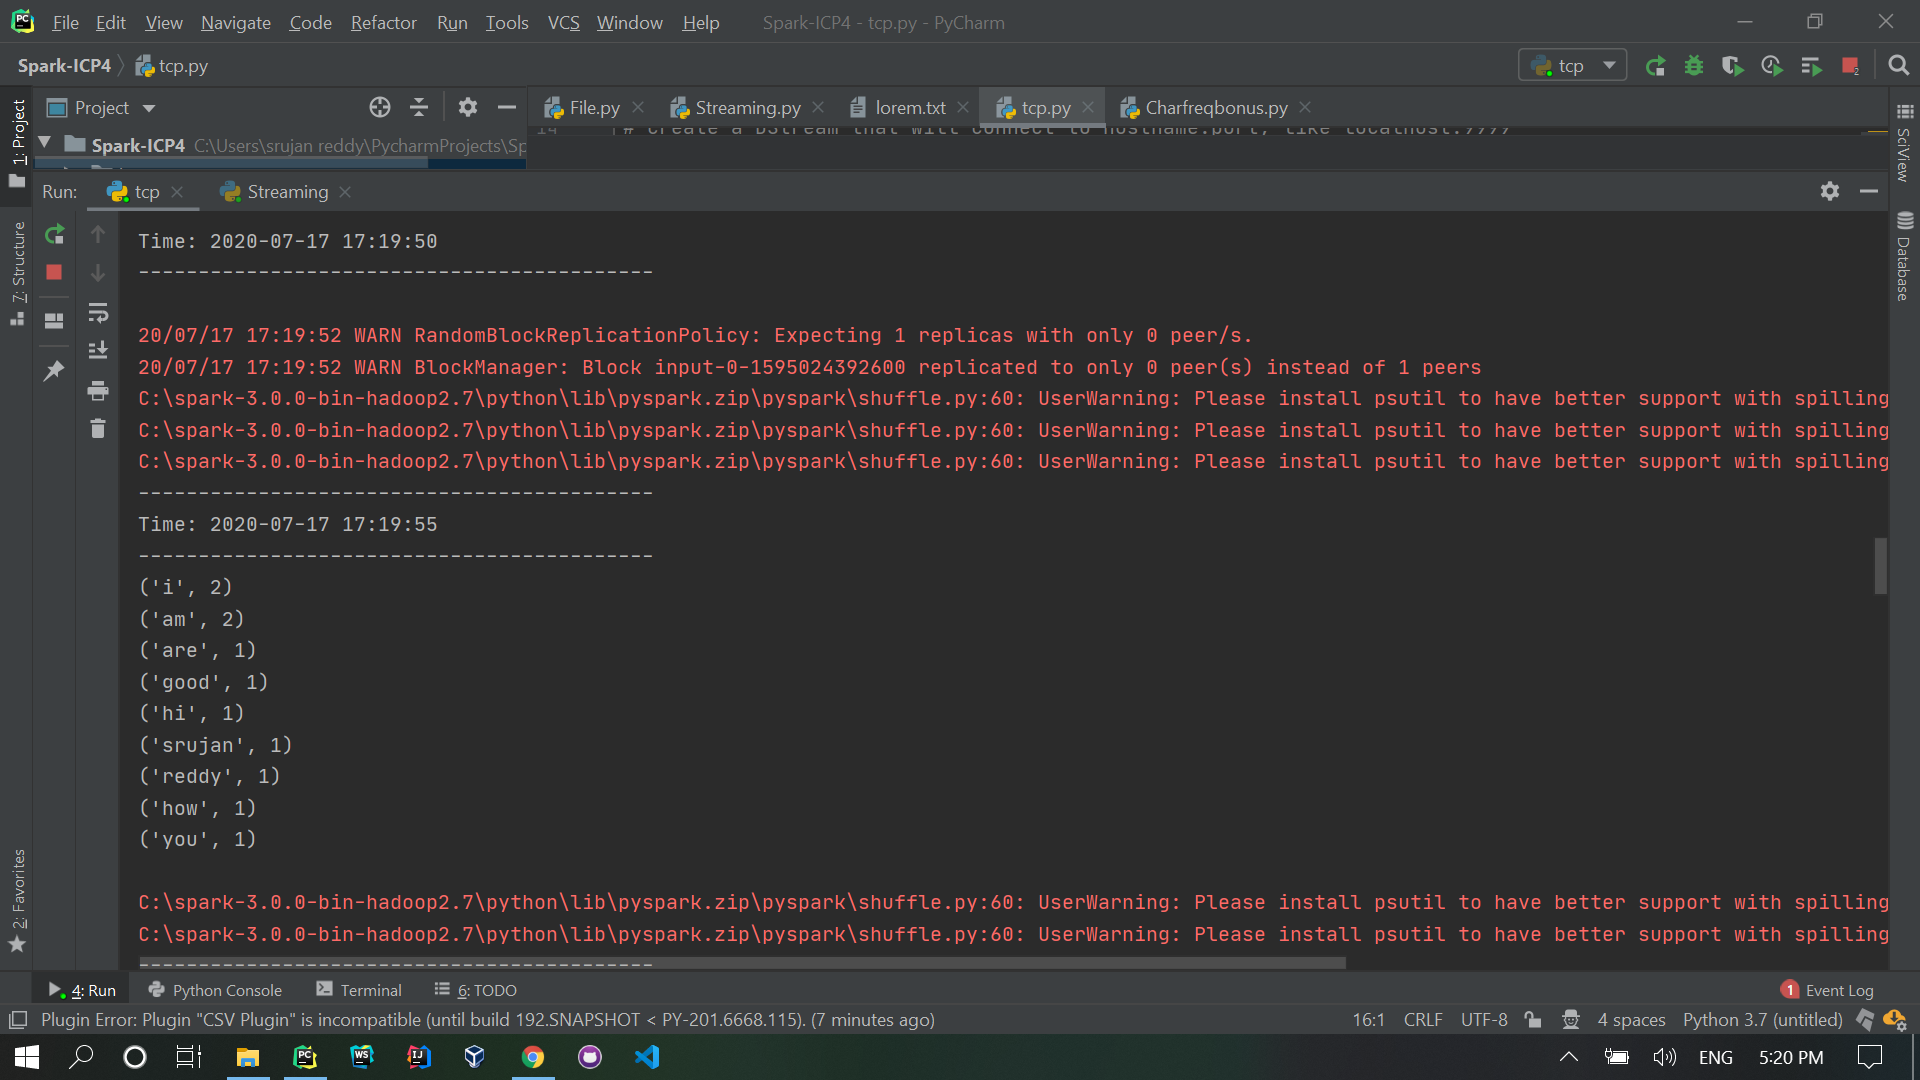 File Edit View Navigate Code Refactor Run Tools VCS Window Help Spark-ICP4 - tcp.py - PyCharm
Spark-ICP4 tcp.py tcp
Project File.py Streaming.py lorem.txt tcp.py Charfreqbonus.py
14 # Create a DStream that will connect to hostname:port, like localhost:9999
Spark-ICP4 C:\Users\srujan reddy\PycharmProjects\Sp
1: Project
7: Structure
2: Favorites
SciView
Database
Run: tcp Streaming
Time: 2020-07-17 17:19:50
-------------------------------------------
20/07/17 17:19:52 WARN RandomBlockReplicationPolicy: Expecting 1 replicas with only 0 peer/s.
20/07/17 17:19:52 WARN BlockManager: Block input-0-1595024392600 replicated to only 0 peer(s) instead of 1 peers
C:\spark-3.0.0-bin-hadoop2.7\python\lib\pyspark.zip\pyspark\shuffle.py:60: UserWarning: Please install psutil to have better support with spilling
C:\spark-3.0.0-bin-hadoop2.7\python\lib\pyspark.zip\pyspark\shuffle.py:60: UserWarning: Please install psutil to have better support with spilling
C:\spark-3.0.0-bin-hadoop2.7\python\lib\pyspark.zip\pyspark\shuffle.py:60: UserWarning: Please install psutil to have better support with spilling
-------------------------------------------
Time: 2020-07-17 17:19:55
-------------------------------------------
('i', 2)
('am', 2)
('are', 1)
('good', 1)
('hi', 1)
('srujan', 1)
('reddy', 1)
('how', 1)
('you', 1)
C:\spark-3.0.0-bin-hadoop2.7\python\lib\pyspark.zip\pyspark\shuffle.py:60: UserWarning: Please install psutil to have better support with spilling
C:\spark-3.0.0-bin-hadoop2.7\python\lib\pyspark.zip\pyspark\shuffle.py:60: UserWarning: Please install psutil to have better support with spilling
-------------------------------------------
4: Run Python Console Terminal 6: TODO 1 Event Log
Plugin Error: Plugin "CSV Plugin" is incompatible (until build 192.SNAPSHOT < PY-201.6668.115). (7 minutes ago) 16:1 CRLF UTF-8 4 spaces Python 3.7 (untitled)
ENG 5:20 PM